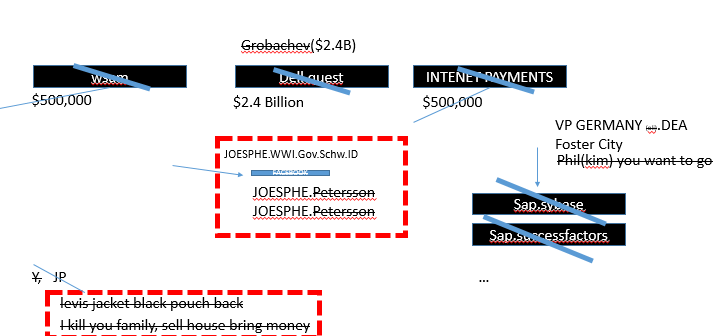 Grobachev($2.4B)
wsum
Dell.quest
INTENET PAYMENTS
$500,000
$2.4 Billion
$500,000
VP GERMANY .DEA
Foster City
Phil(kim) you want to go
JOESPHE.WWI.Gov.Schw.ID
FACEBOOK
JOESPHE.Petersson
JOESPHE.Petersson
Sap.sybase
Sap.successfactors
Y, JP
...
levis jacket black pouch back
I kill you family, sell house bring money